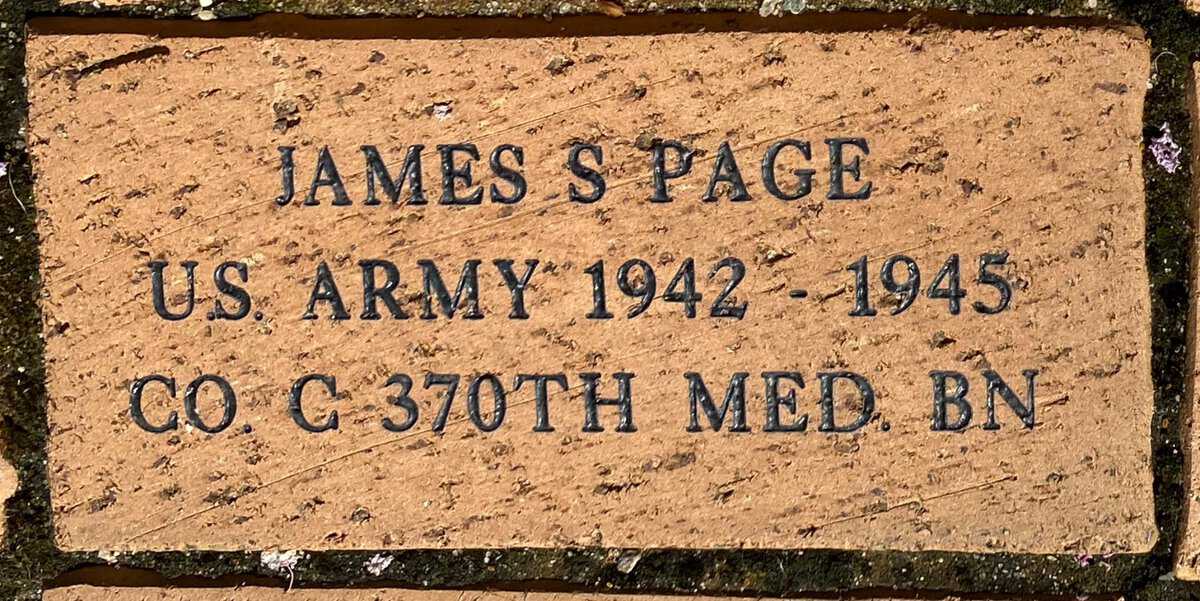 JAMES S PAGE
U.S. ARMY 1942 - 1945
CO. C 370TH MED. BN